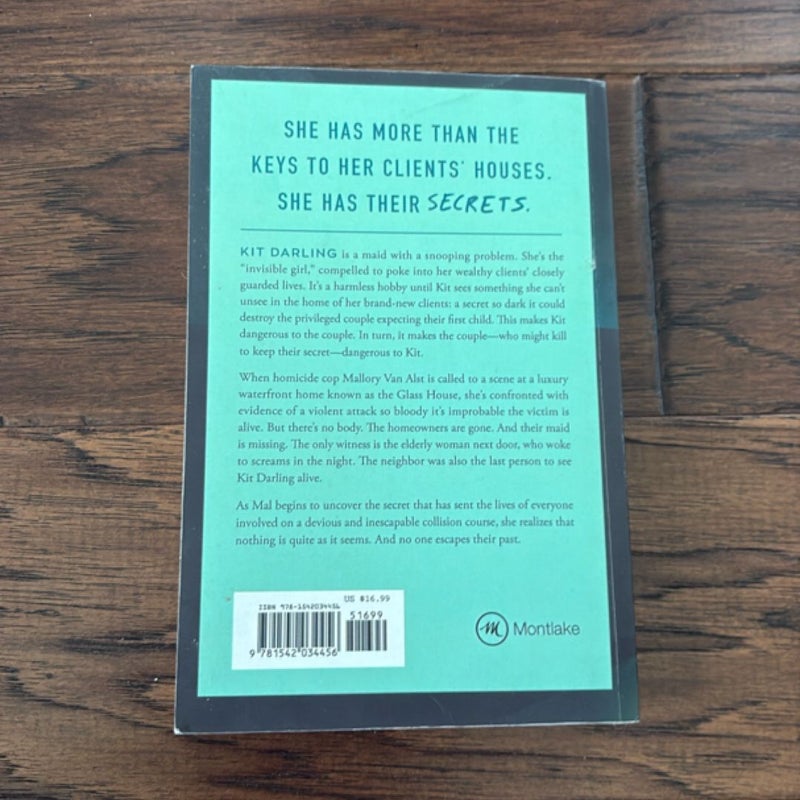 SHE HAS MORE THAN THE
KEYS TO HER CLIENTS' HOUSES.
SHE HAS THEIR SECRETS.
KIT DARLING is a maid with a snooping problem. She's the
"invisible girl," compelled to poke into her wealthy clients' closely
guarded lives. It's a harmless hobby until Kit sees something she can't
unsee in the home of her brand-new clients: a secret so dark it could
destroy the privileged couple expecting their first child. This makes Kit
dangerous to the couple. In turn, it makes the couple—who might kill
to keep their secret—dangerous to Kit.
When homicide cop Mallory Van Alst is called to a scene at a luxury
waterfront home known as the Glass House, she's confronted with
evidence of a violent attack so bloody it's improbable the victim is
alive. But there's no body. The homeowners are gone. And their maid
is missing. The only witness is the elderly woman next door, who woke
to screams in the night. The neighbor was also the last person to see
Kit Darling alive.
As Mal begins to uncover the secret that has sent the lives of everyone
involved on a devious and inescapable collision course, she realizes that
nothing is quite as it seems. And no one escapes their past.
US $16.99
ISBN 978-1542034456
51699
9 781542 034456
m Montlake